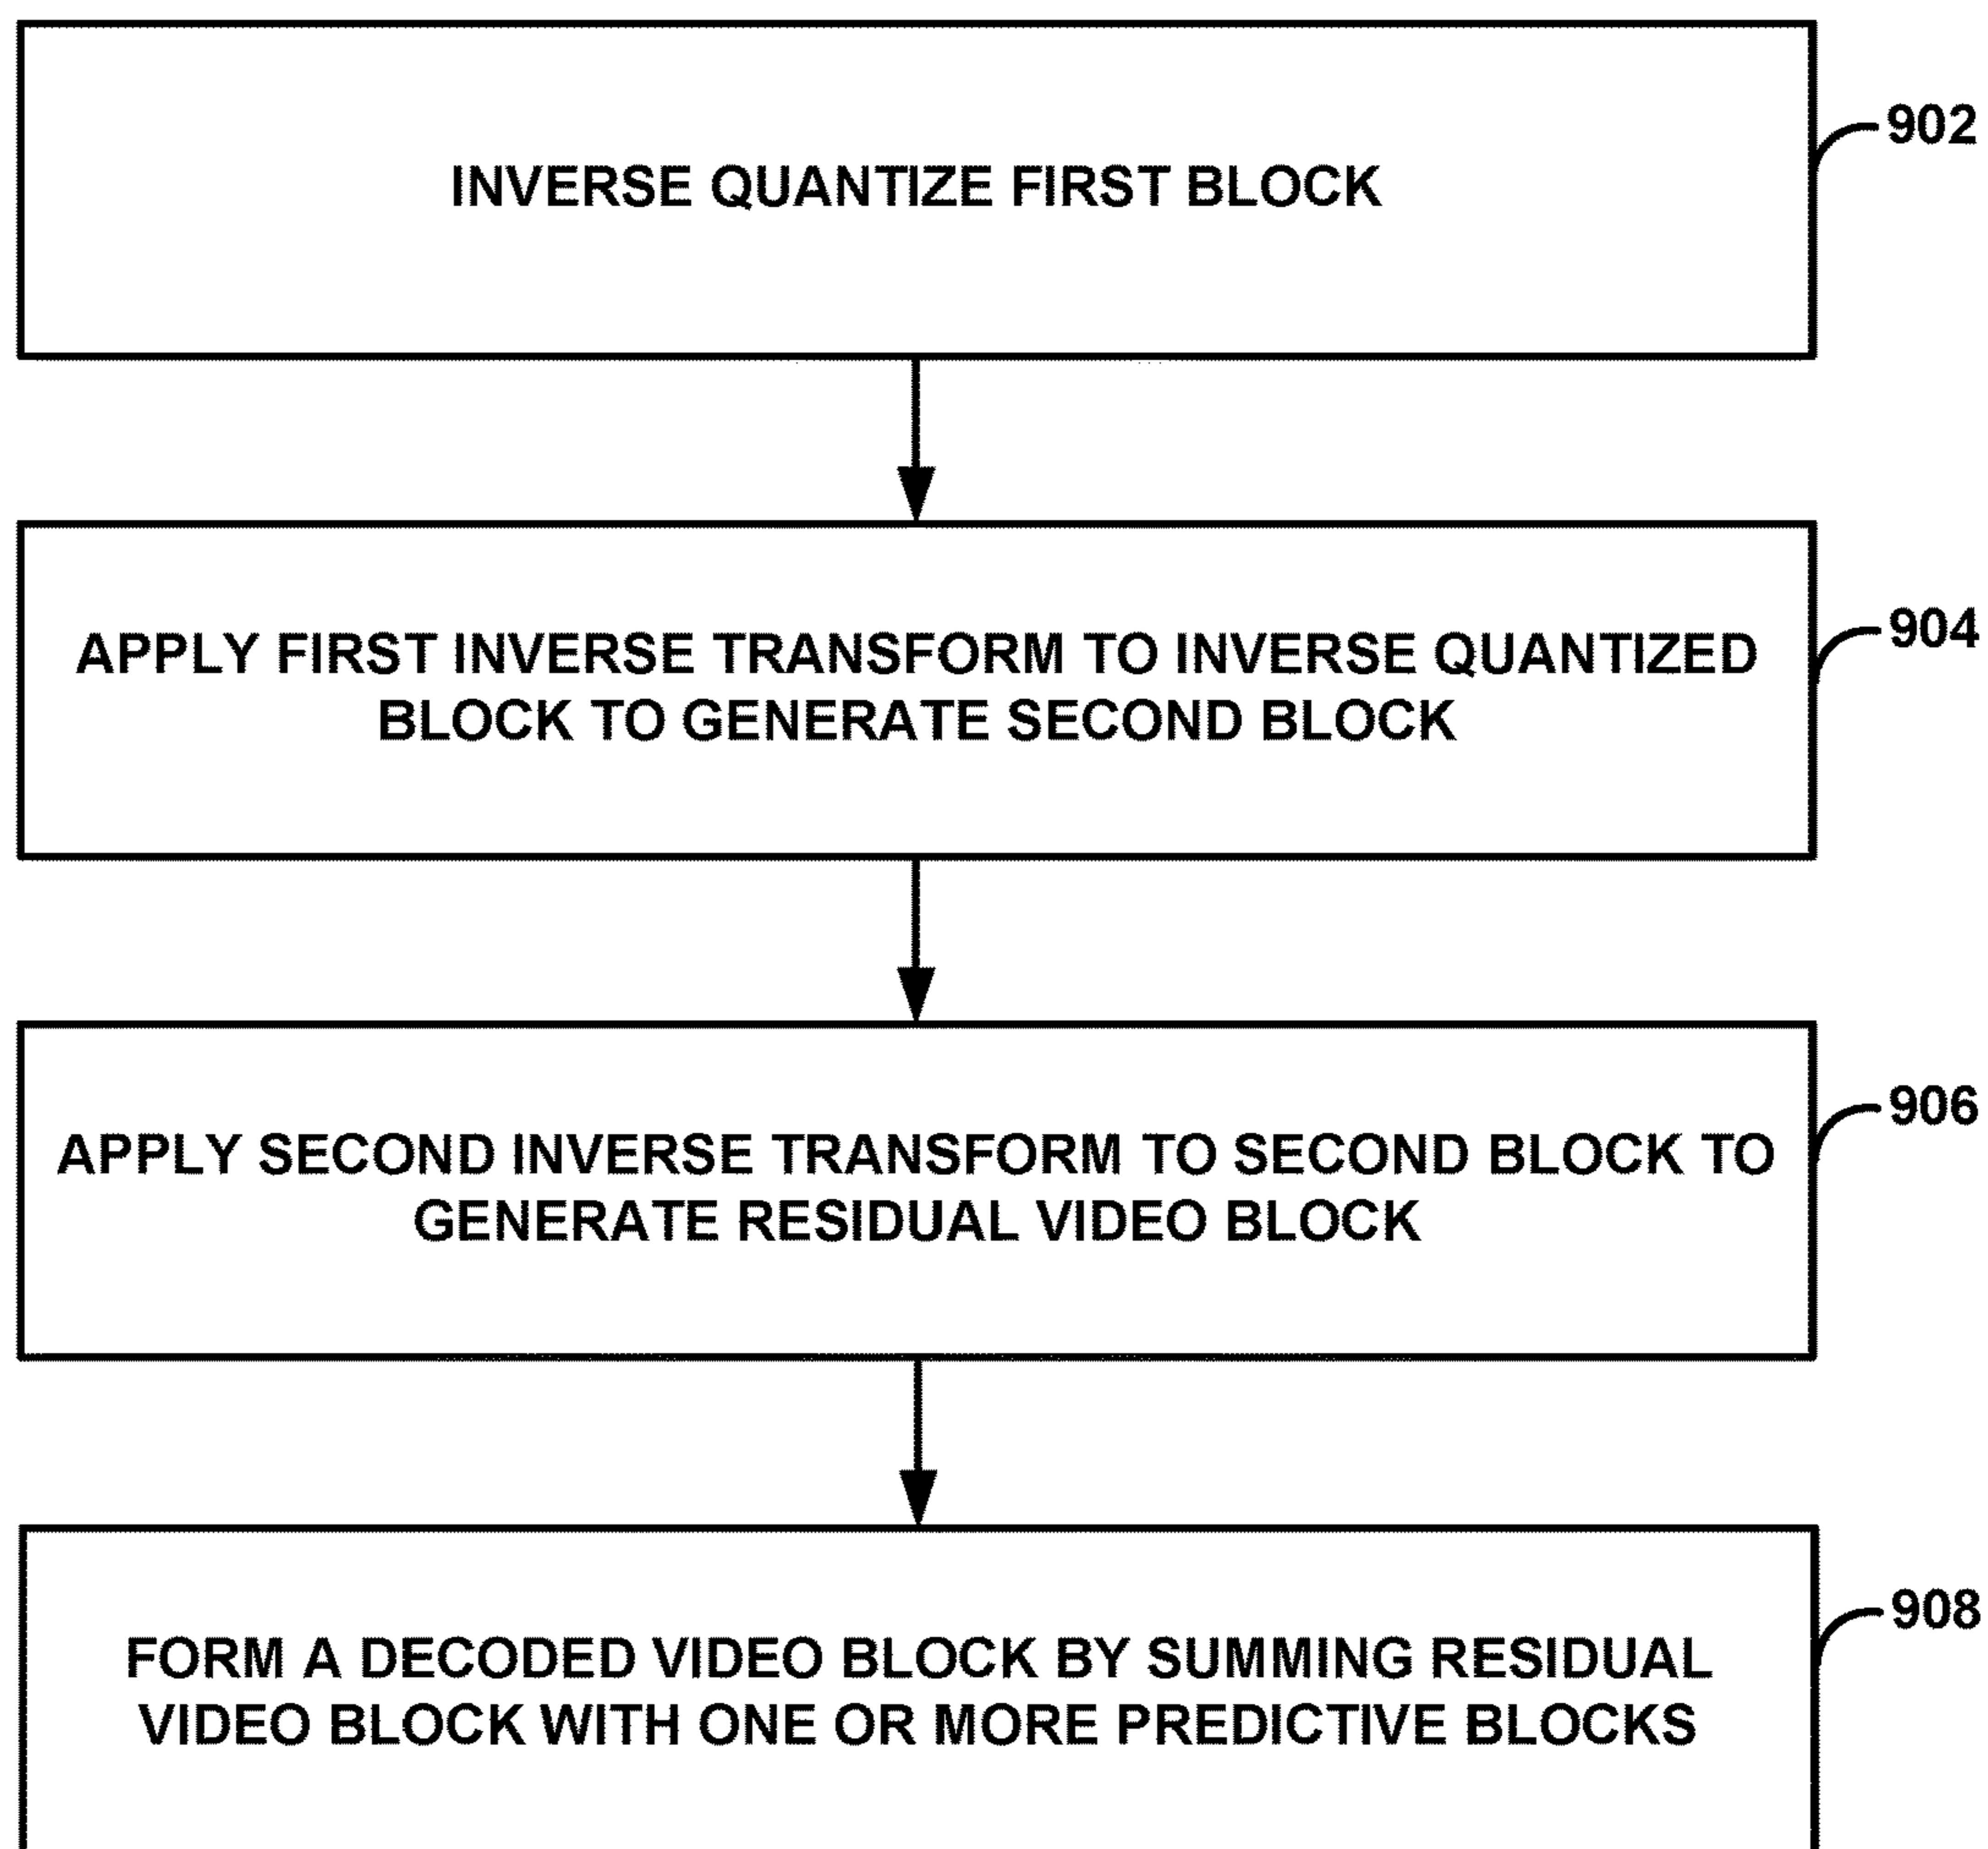 INVERSE QUANTIZE FIRST BLOCK
902
APPLY FIRST INVERSE TRANSFORM TO INVERSE QUANTIZED
BLOCK TO GENERATE SECOND BLOCK
904
APPLY SECOND INVERSE TRANSFORM TO SECOND BLOCK TO
GENERATE RESIDUAL VIDEO BLOCK
906
FORM A DECODED VIDEO BLOCK BY SUMMING RESIDUAL
VIDEO BLOCK WITH ONE OR MORE PREDICTIVE BLOCKS
908